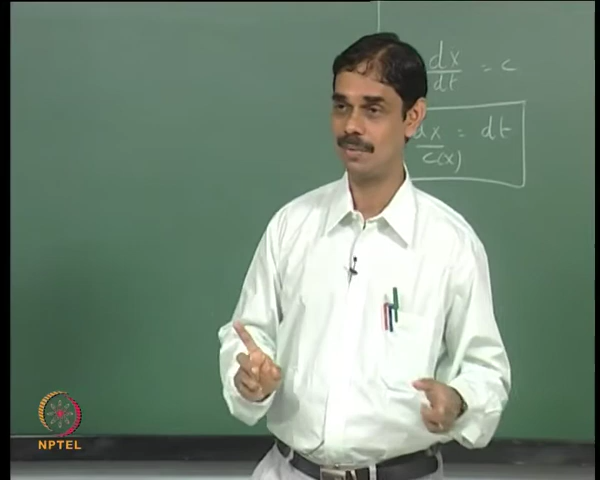 dx/dt = c
dx/c(x) = dt
NPTEL